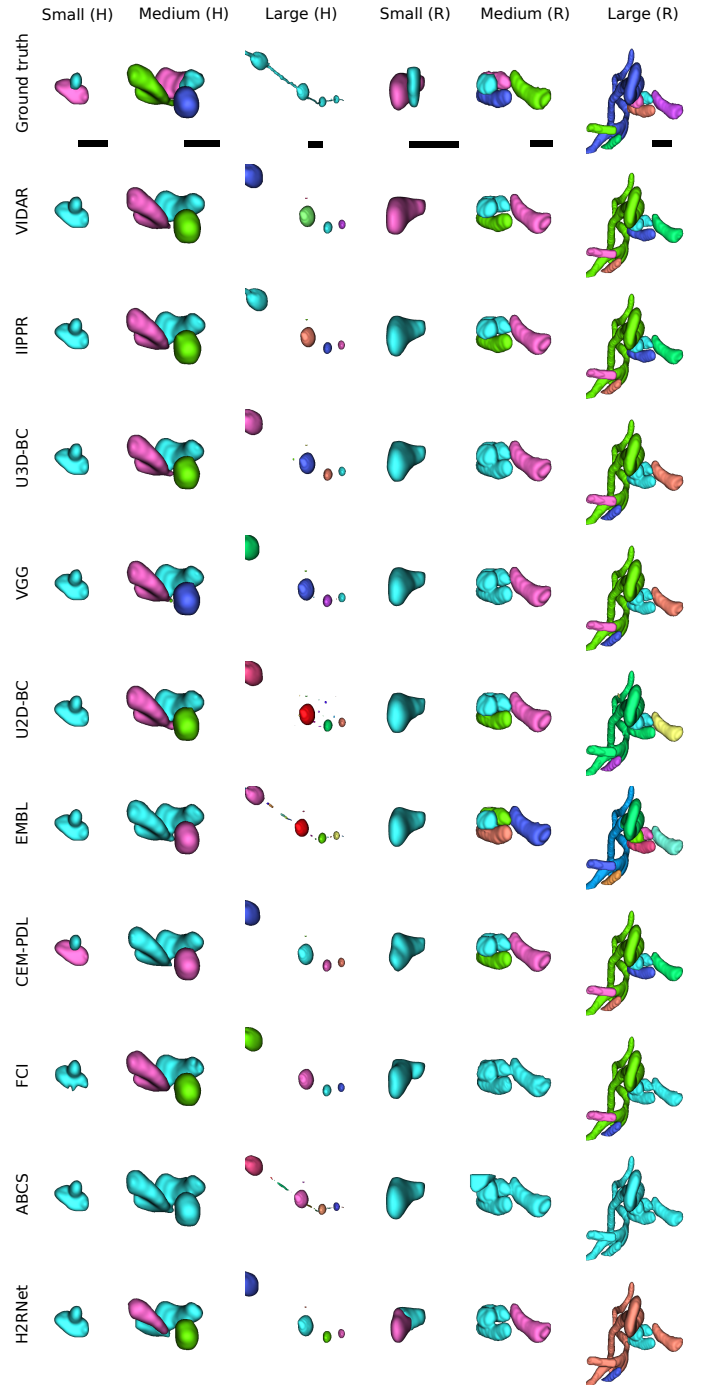 Small (H) Medium (H) Large (H) Small (R) Medium (R) Large (R)
Ground truth
VIDAR
IIPPR
U3D-BC
VGG
U2D-BC
EMBL
CEM-PDL
FCI
ABCS
H2RNet